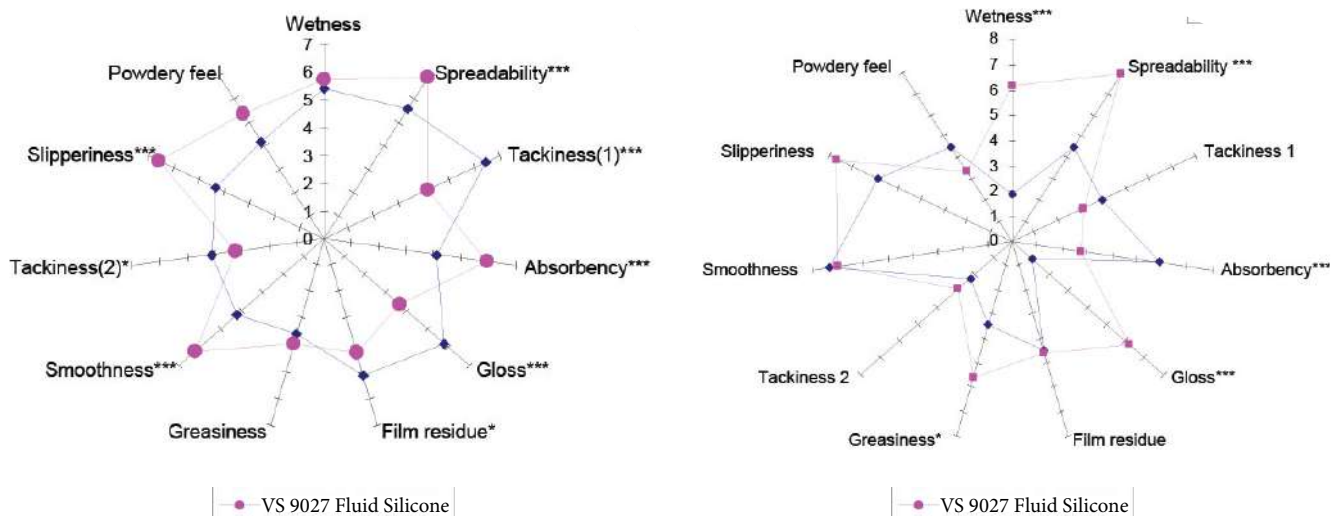 Wetness
7
6
5
4
3
2
1
0
Spreadability***
Tackiness(1)***
Absorbency***
Gloss***
Film residue*
Greasiness
Smoothness***
Tackiness(2)*
Slipperiness***
Powdery feel
VS 9027 Fluid Silicone
Wetness***
8
7
6
5
4
3
2
1
0
Spreadability ***
Tackiness 1
Absorbency***
Gloss***
Film residue
Greasiness*
Tackiness 2
Smoothness
Slipperiness
Powdery feel
VS 9027 Fluid Silicone